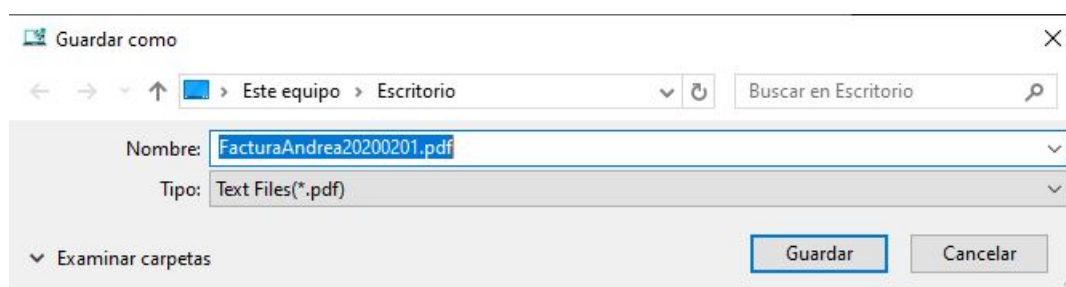 Guardar como
Este equipo > Escritorio
Buscar en Escritorio
Nombre: FacturaAndrea20200201.pdf
Tipo: Text Files(*.pdf)
Examinar carpetas
Guardar
Cancelar